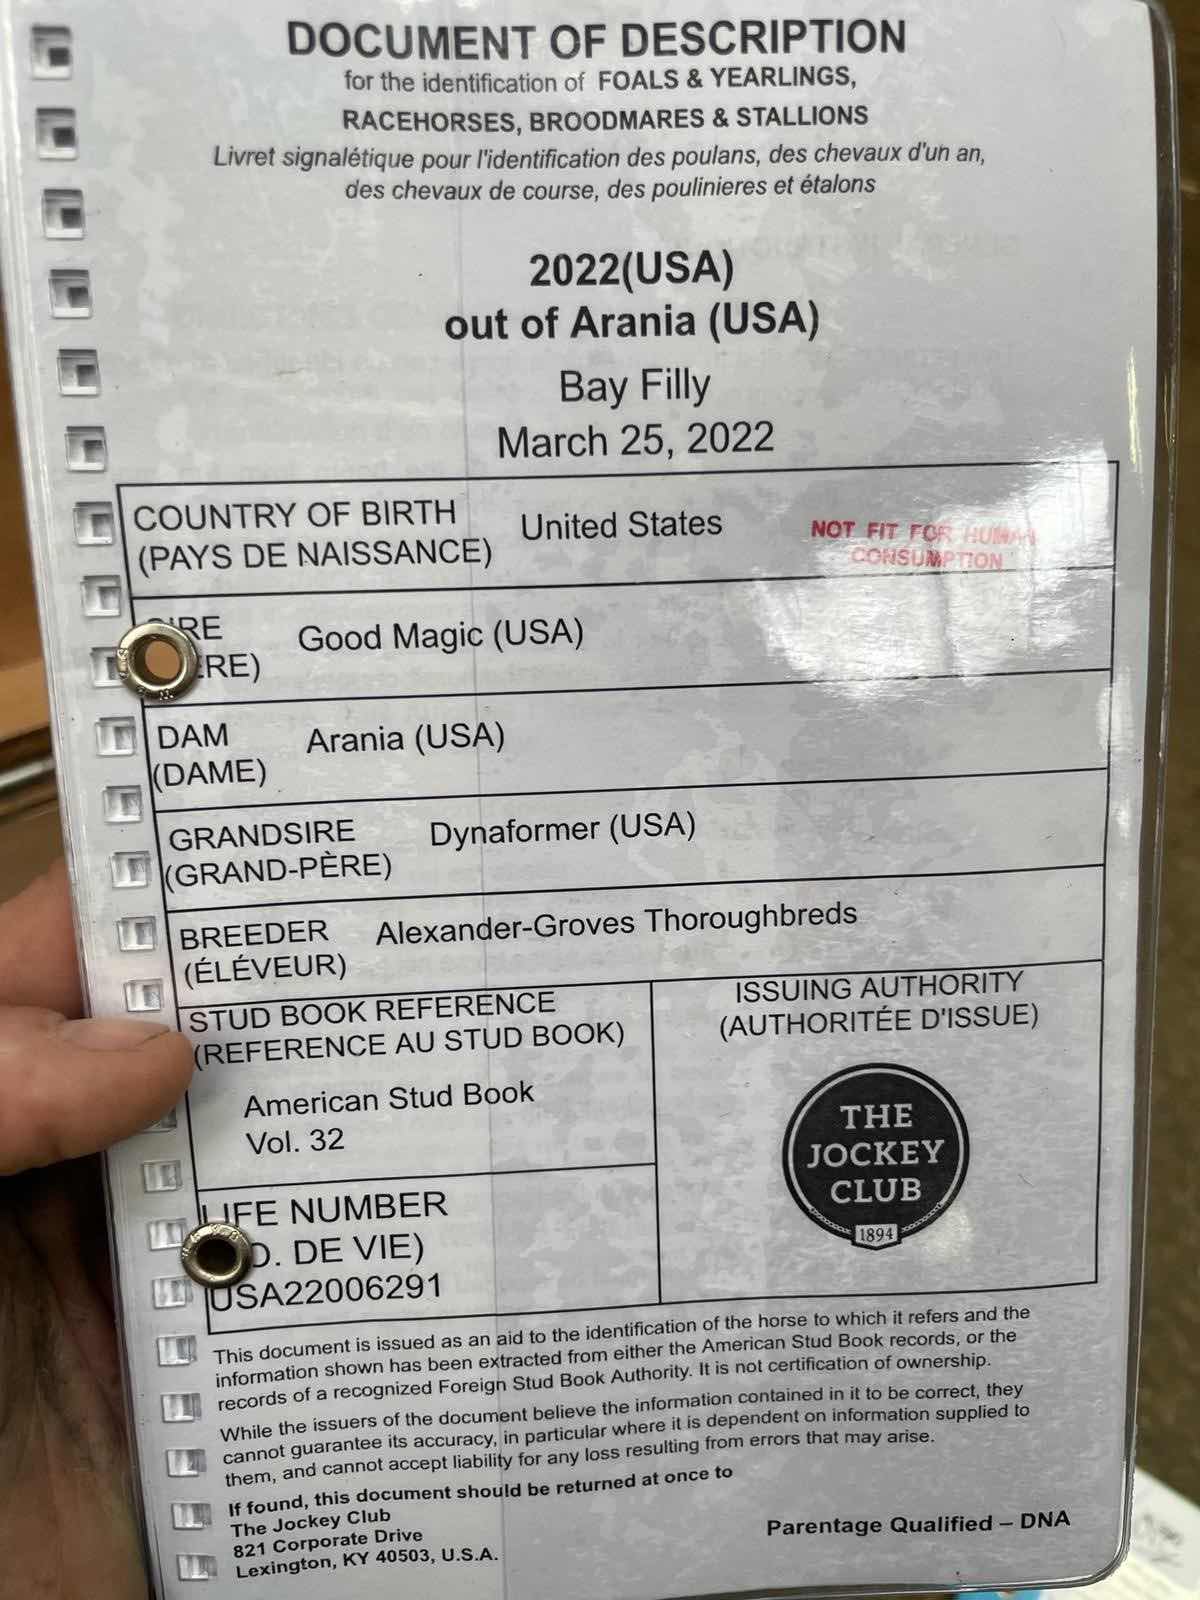 DOCUMENT OF DESCRIPTION
for the identification of FOALS & YEARLINGS,
RACEHORSES, BROODMARES & STALLIONS
Livret signalétique pour l'identification des poulans, des chevaux d'un an,
des chevaux de course, des poulinieres et étalons
2022(USA)
out of Arania (USA)
Bay Filly
March 25, 2022
COUNTRY OF BIRTH
(PAYS DE NAISSANCE)
United States
NOT FIT FOR HUMAN
CONSUMPTION
SIRE
ÈRE)
Good Magic (USA)
DAM
(DAME)
Arania (USA)
GRANDSIRE
(GRAND-PÈRE)
Dynaformer (USA)
BREEDER
(ÉLÉVEUR)
Alexander-Groves Thoroughbreds
STUD BOOK REFERENCE
(REFERENCE AU STUD BOOK)
American Stud Book
Vol. 32
LIFE NUMBER
O. DE VIE)
USA22006291
ISSUING AUTHORITY
(AUTHORITÉE D'ISSUE)
THE
JOCKEY
CLUB
1894
This document is issued as an aid to the identification of the horse to which it refers and the
information shown has been extracted from either the American Stud Book records, or the
records of a recognized Foreign Stud Book Authority. It is not certification of ownership.
While the issuers of the document believe the information contained in it to be correct, they
cannot guarantee its accuracy, in particular where it is dependent on information supplied to
them, and cannot accept liability for any loss resulting from errors that may arise.
If found, this document should be returned at once to
The Jockey Club
821 Corporate Drive
Lexington, KY 40503, U.S.A.
Parentage Qualified – DNA